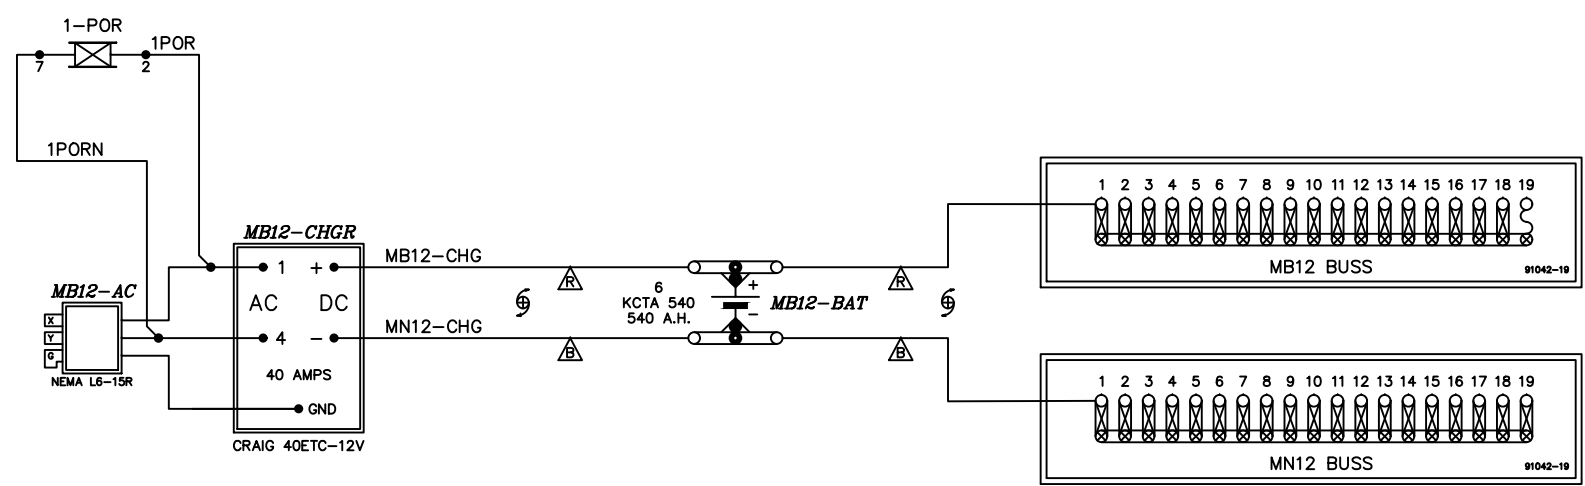 1-POR
1POR
7
2
1PORN
MB12-CHGR
1
+
MB12-CHG
R
R
AC
DC
6
KCTA 540
540 A.H.
+
−
MB12-BAT
MB12-AC
X
Y
G
NEMA L6-15R
4
−
MN12-CHG
B
B
40 AMPS
GND
CRAIG 40ETC-12V
1 2 3 4 5 6 7 8 9 10 11 12 13 14 15 16 17 18 19
MB12 BUSS
91042-19
1 2 3 4 5 6 7 8 9 10 11 12 13 14 15 16 17 18 19
MN12 BUSS
91042-19